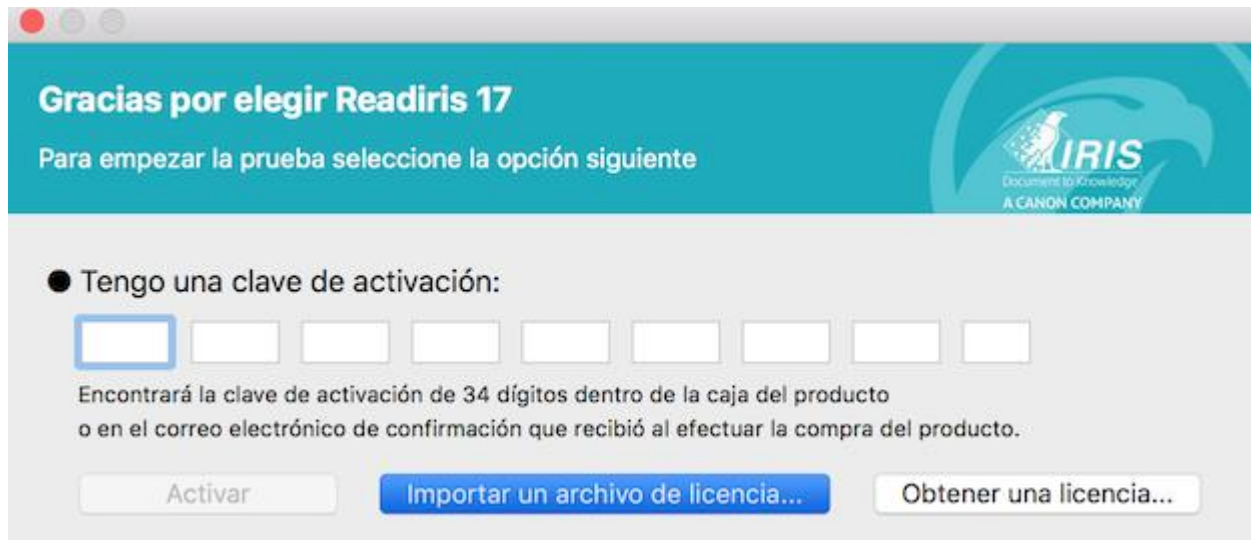 Gracias por elegir Readiris 17
Para empezar la prueba seleccione la opción siguiente
IRIS
Document to Knowledge
A CANON COMPANY
Tengo una clave de activación:
Encontrará la clave de activación de 34 dígitos dentro de la caja del producto
o en el correo electrónico de confirmación que recibió al efectuar la compra del producto.
Activar
Importar un archivo de licencia...
Obtener una licencia...